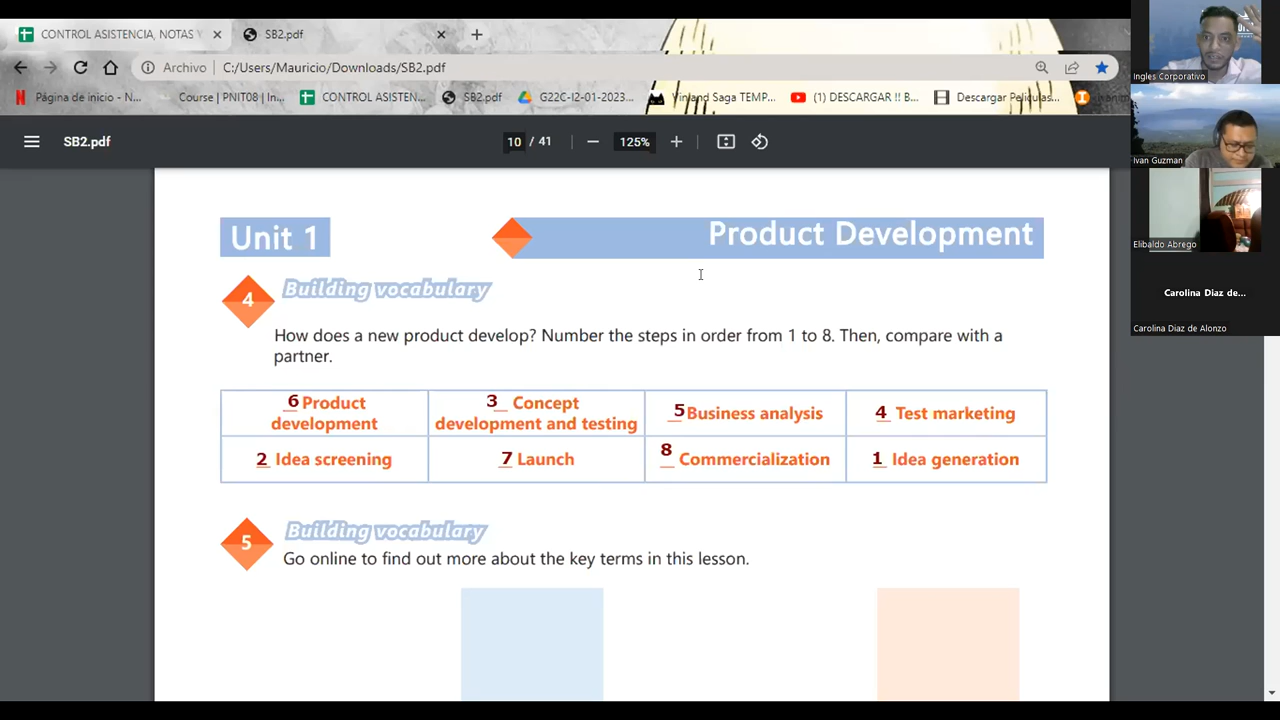 CONTROL ASISTENCIA, NOTAS Y
SB2.pdf
Archivo
C:/Users/Mauricio/Downloads/SB2.pdf
Página de inicio - N...
Course | PNIT08 | In...
CONTROL ASISTEN...
SB2.pdf
G22C-I2-01-2023...
Vinland Saga TEMP...
(1) DESCARGAR !! B...
Descargar Peliculas...
SB2.pdf
10 / 41
125%
Ingles Corporativo
Ivan Guzman
Elibaldo Abrego
Carolina Diaz de...
Carolina Diaz de Alonzo
Unit 1
Product Development
4
Building vocabulary
How does a new product develop? Number the steps in order from 1 to 8. Then, compare with a
partner.
6 Product
development
3 Concept
development and testing
5 Business analysis
4 Test marketing
2 Idea screening
7 Launch
8 Commercialization
1 Idea generation
5
Building vocabulary
Go online to find out more about the key terms in this lesson.